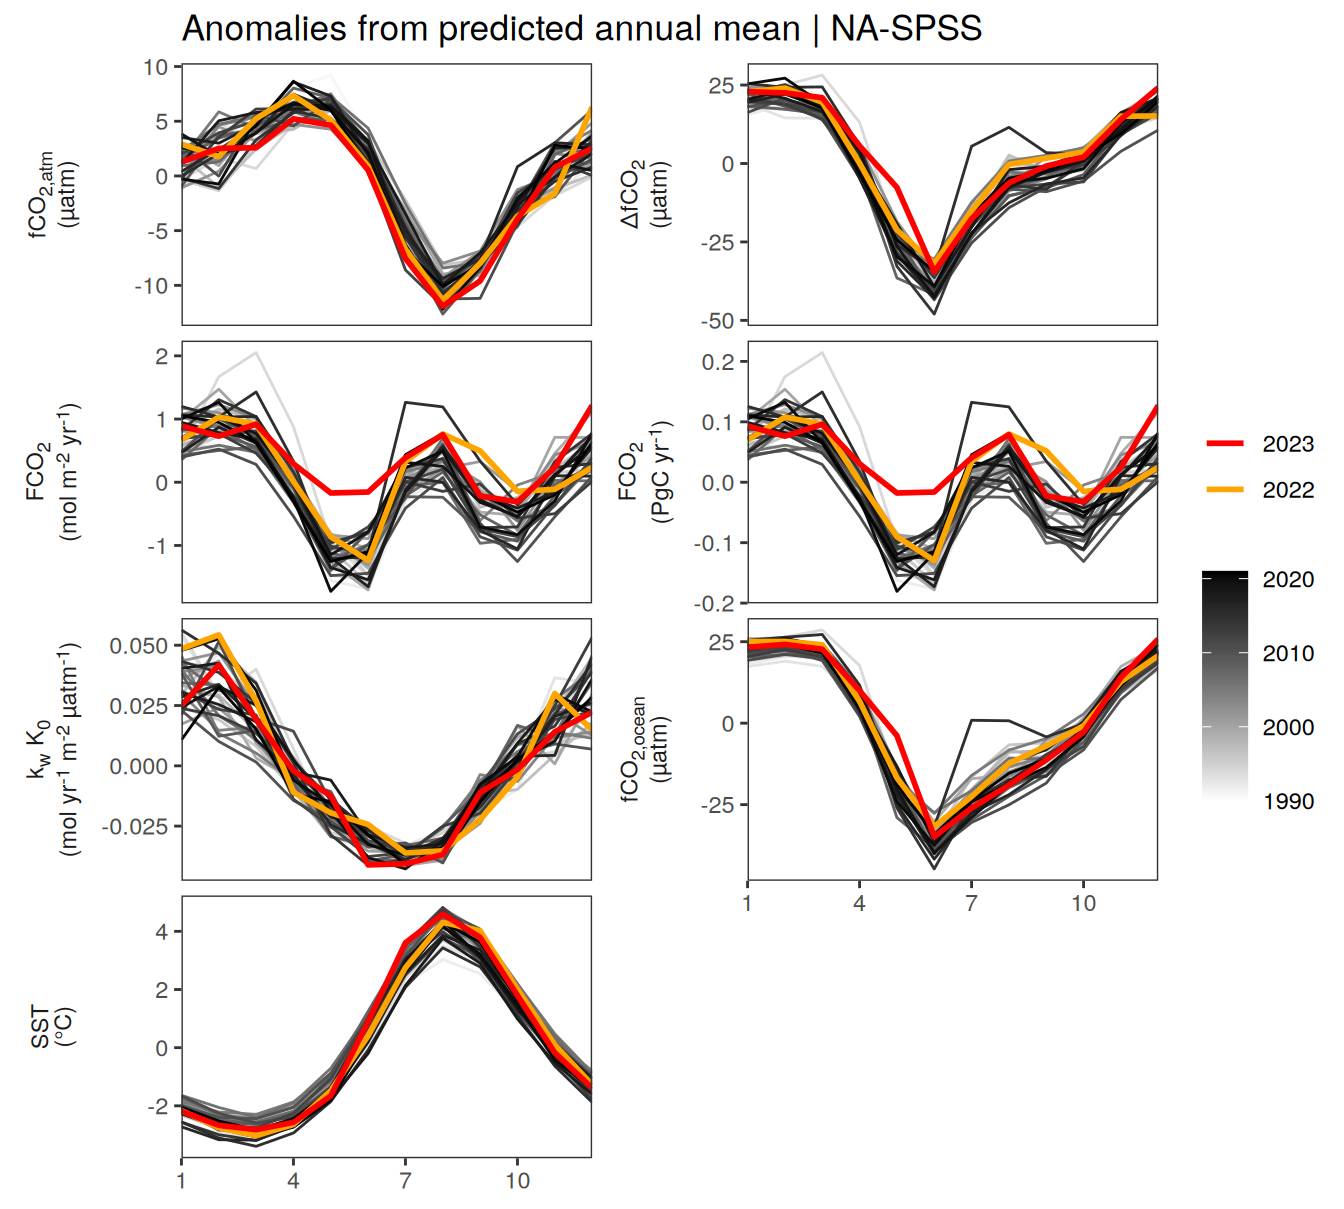 Anomalies from predicted annual mean | NA-SPSS
fCO2,atm
(µatm)
10
5
0
-5
-10
ΔfCO2
(µatm)
25
0
-25
-50
FCO2
(mol m-2 yr-1)
2
1
0
-1
FCO2
(PgC yr-1)
0.2
0.1
0.0
-0.1
-0.2
kw K0
(mol yr-1 m-2 µatm-1)
0.050
0.025
0.000
-0.025
fCO2,ocean
(µatm)
25
0
-25
1 4 7 10
SST
(°C)
4
2
0
-2
1 4 7 10
2023
2022
2020
2010
2000
1990